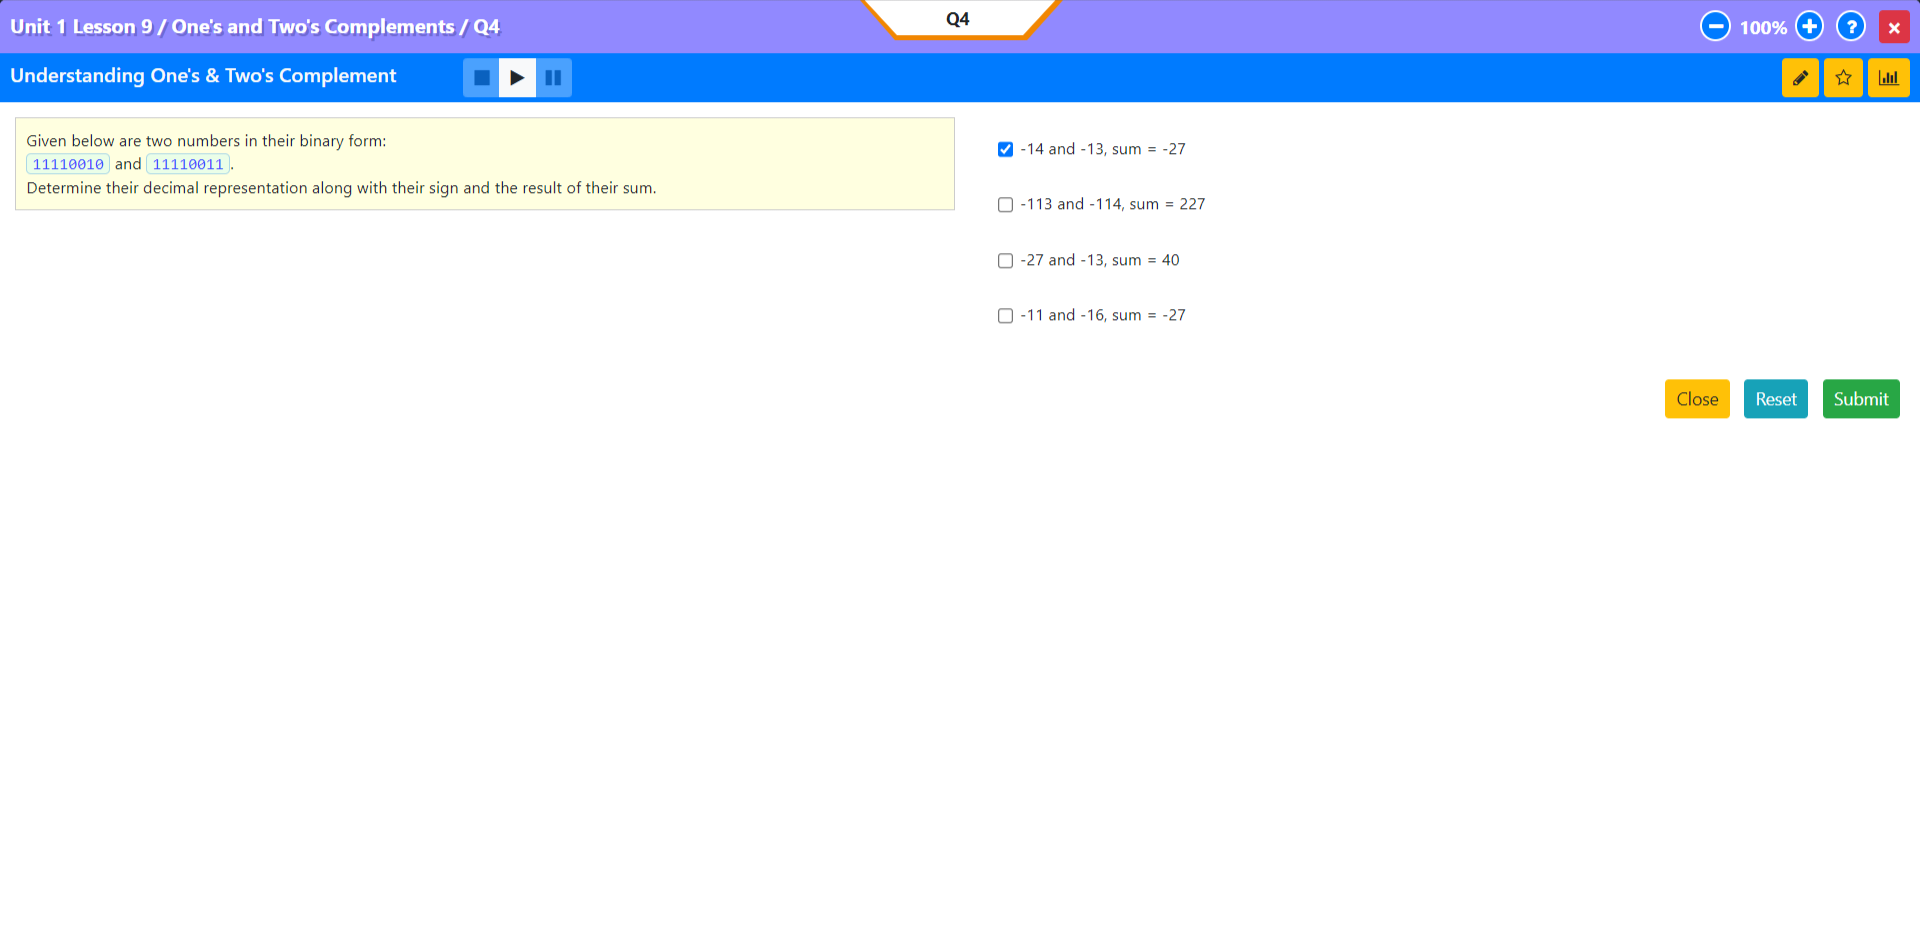 Unit 1 Lesson 9 / One's and Two's Complements / Q4
Q4
100%
?
Understanding One's & Two's Complement
Given below are two numbers in their binary form:
11110010 and 11110011.
Determine their decimal representation along with their sign and the result of their sum.
-14 and -13, sum = -27
-113 and -114, sum = 227
-27 and -13, sum = 40
-11 and -16, sum = -27
Close Reset Submit